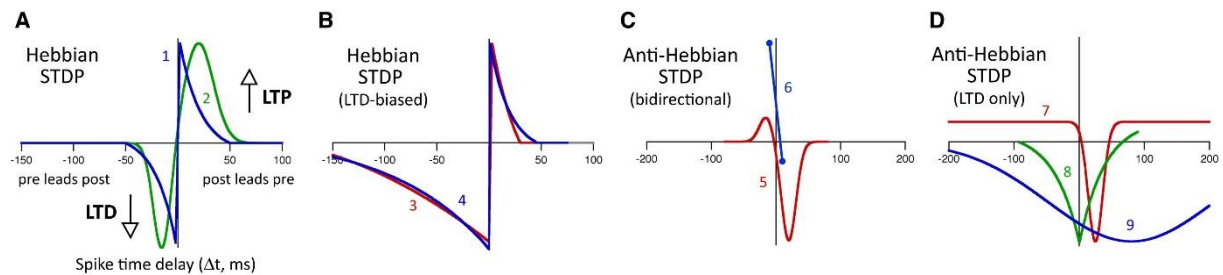 A
Hebbian
STDP
1
2
LTP
-150 -100 -50 0 50 100
pre leads post
post leads pre
LTD
Spike time delay (Δt, ms)
B
Hebbian
STDP
(LTD-biased)
3
4
-150 -100 -50 0 50 100
C
Anti-Hebbian
STDP
(bidirectional)
6
5
-200 -100 0 100 200
D
Anti-Hebbian
STDP
(LTD only)
7
8
9
-200 -100 0 100 200